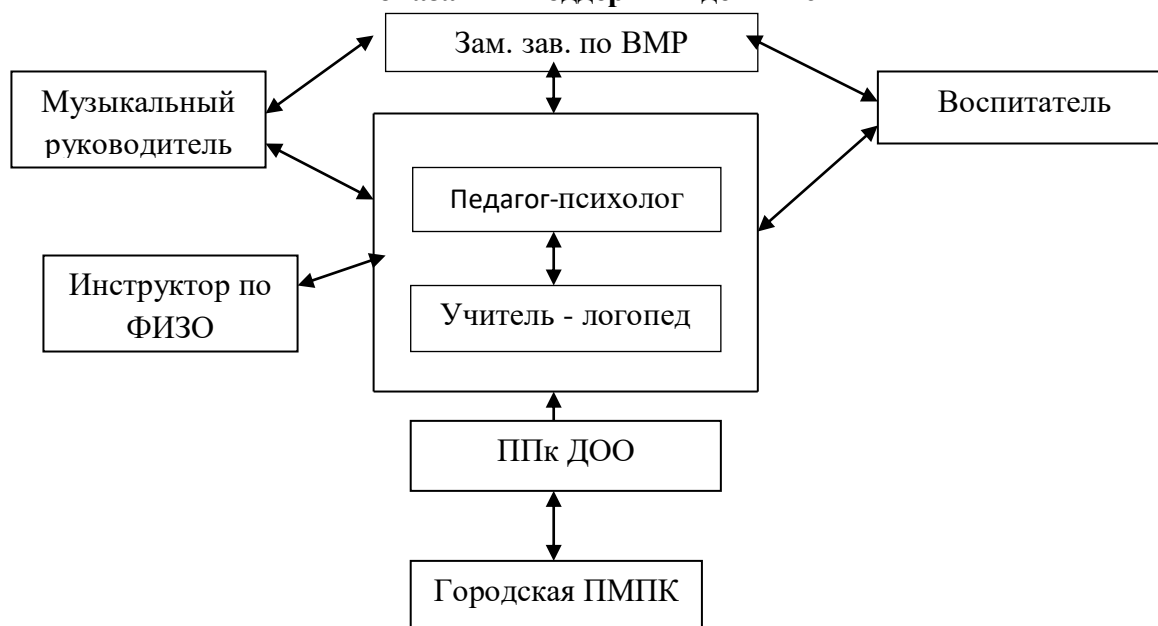 Зам. зав. по ВМР
Музыкальный
руководитель
Воспитатель
Педагог-психолог
Инструктор по
ФИЗО
Учитель - логопед
ППк ДОО
Городская ПМПК